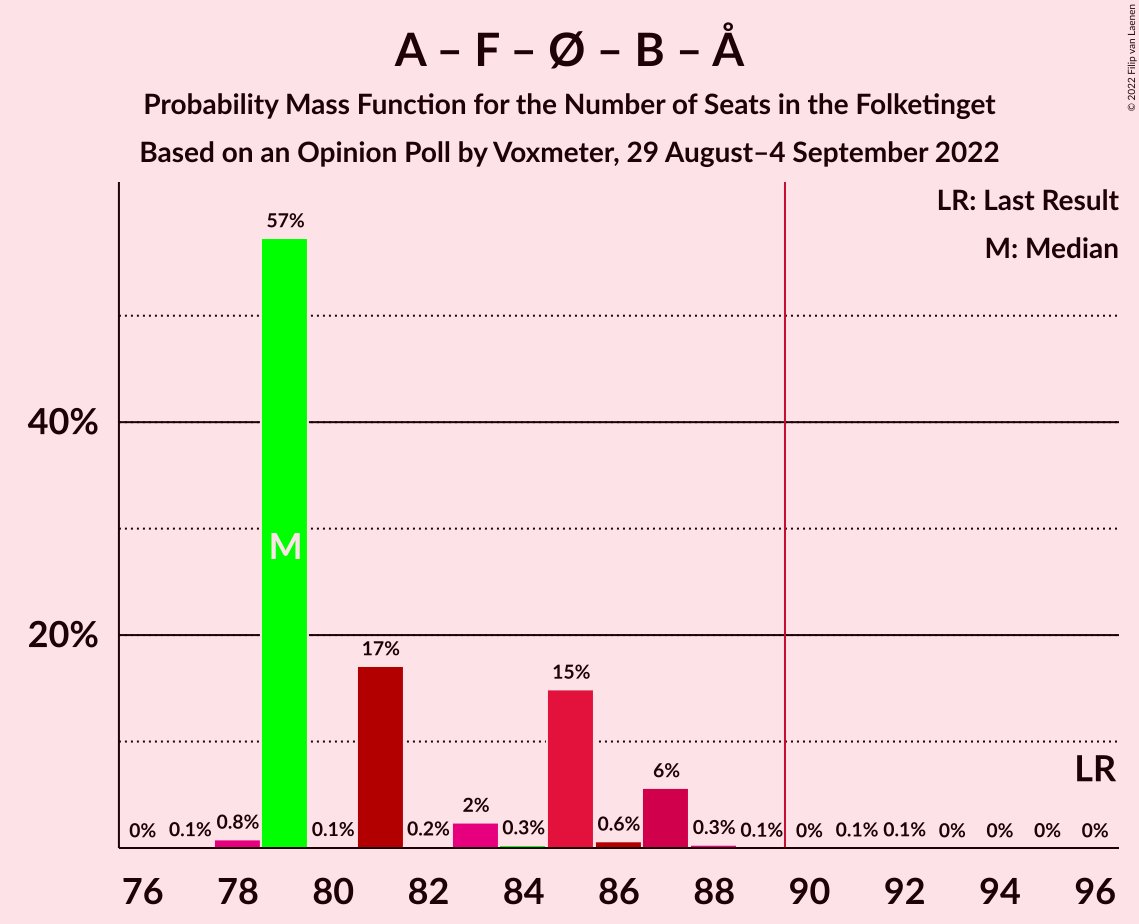 A – F – Ø – B – Å
Probability Mass Function for the Number of Seats in the Folketinget
Based on an Opinion Poll by Voxmeter, 29 August–4 September 2022
© 2022 Filip van Laenen
LR: Last Result
M: Median
57%
40%
M
20%
17%
15%
LR
6%
2%
0% 0.1% 0.8% 0.1% 0.2% 0.3% 0.6% 0.3% 0.1% 0% 0.1% 0.1% 0% 0% 0% 0%
76 78 80 82 84 86 88 90 92 94 96